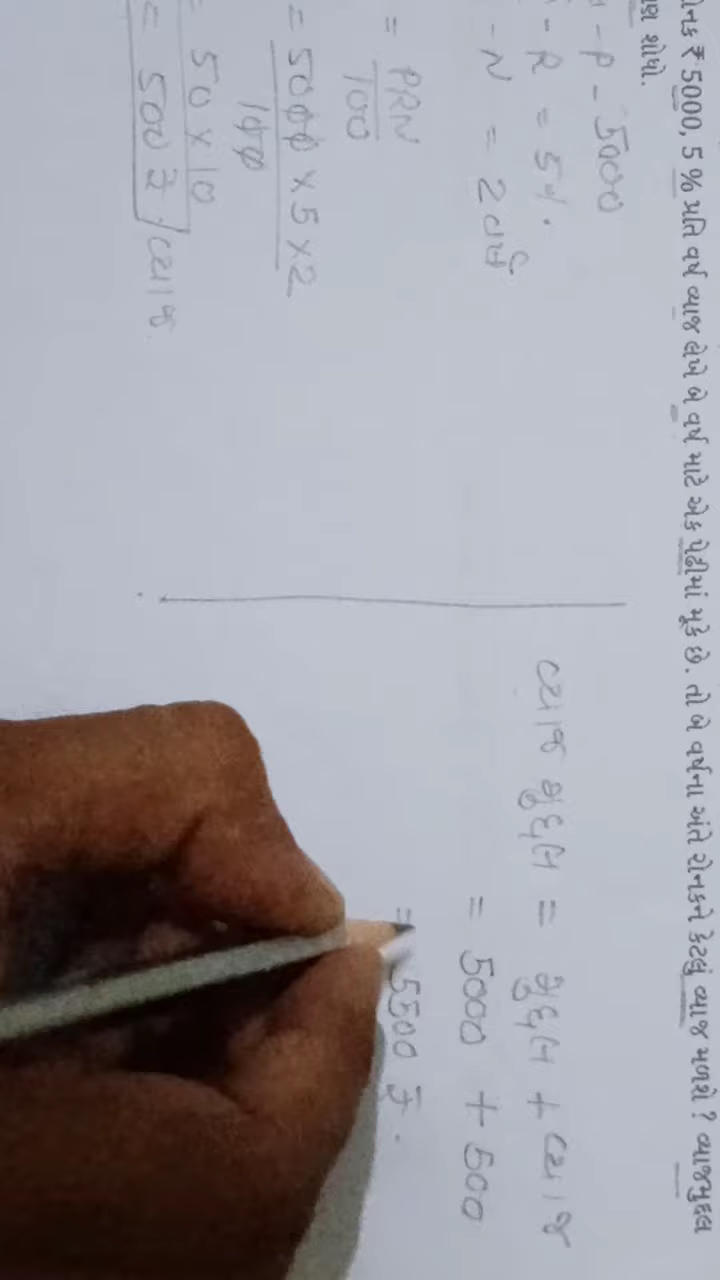 રોનક ₹ 5000, 5 % પ્રતિ વર્ષ વ્યાજ લેખે બે વર્ષ માટે એક પેઢીમાં મૂકે છે. તો બે વર્ષના અંતે રોનકને કેટલું વ્યાજ મળશે ? વ્યાજમુદ્દલ
શોધો.
- P - 5000
- R = 5%.
- N = 2 વર્ષ
= PRN
100
= 5000 × 5 × 2
100
= 50 × 10
= 500 ₹ વ્યાજ
વ્યાજ મુદ્દલ = મુદ્દલ + વ્યાજ
= 5000 + 500
= 5500 ₹.